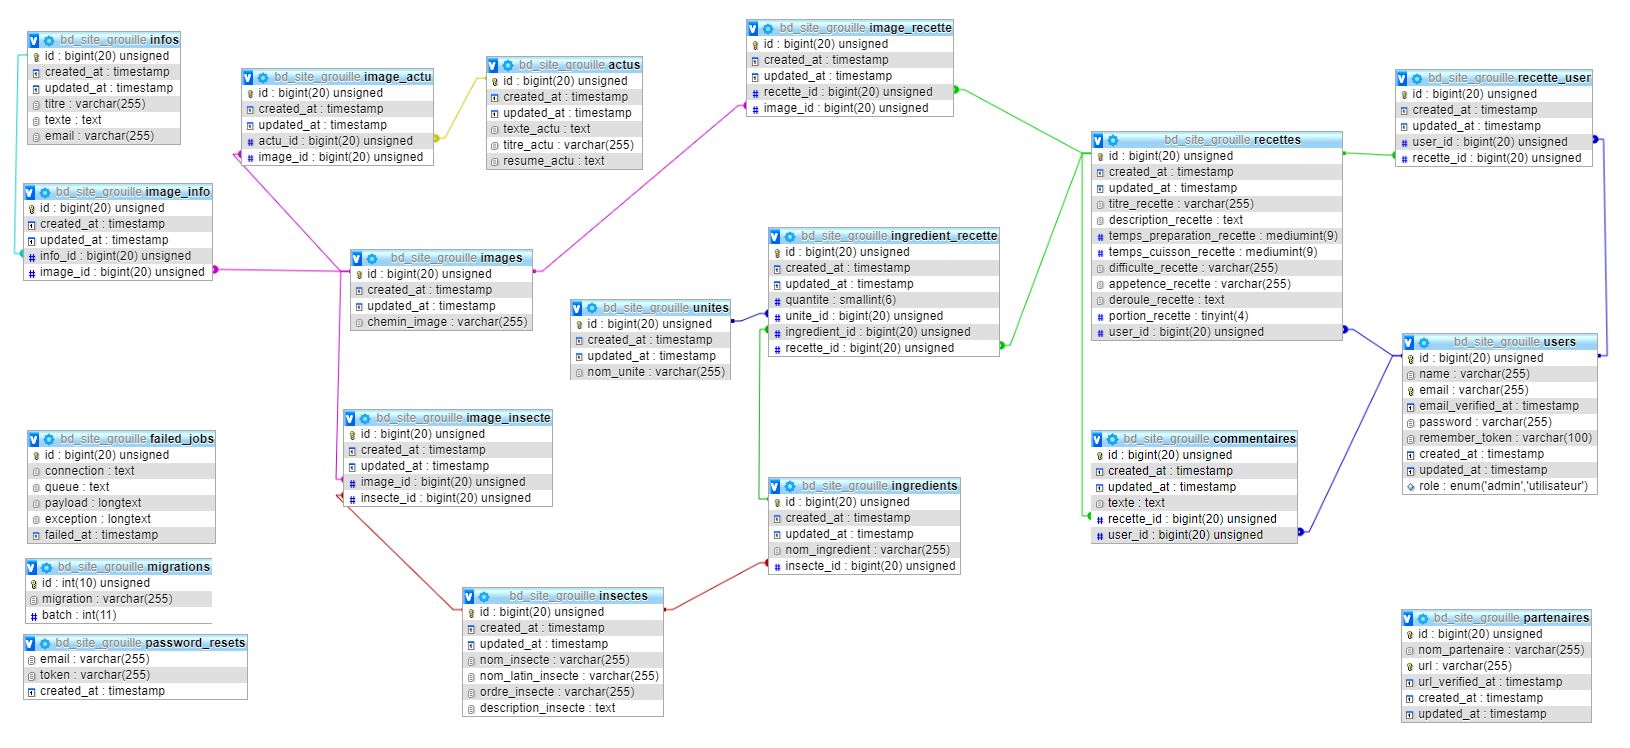 bd_site_grouille infos
id : bigint(20) unsigned
created_at : timestamp
updated_at : timestamp
titre : varchar(255)
texte : text
email : varchar(255)
bd_site_grouille image_actu
id : bigint(20) unsigned
created_at : timestamp
updated_at : timestamp
actu_id : bigint(20) unsigned
image_id : bigint(20) unsigned
bd_site_grouille actus
id : bigint(20) unsigned
created_at : timestamp
updated_at : timestamp
texte_actu : text
titre_actu : varchar(255)
resume_actu : text
bd_site_grouille image_recette
id : bigint(20) unsigned
created_at : timestamp
updated_at : timestamp
recette_id : bigint(20) unsigned
image_id : bigint(20) unsigned
bd_site_grouille recette_user
id : bigint(20) unsigned
created_at : timestamp
updated_at : timestamp
user_id : bigint(20) unsigned
recette_id : bigint(20) unsigned
bd_site_grouille recettes
id : bigint(20) unsigned
created_at : timestamp
updated_at : timestamp
titre_recette : varchar(255)
description_recette : text
temps_preparation_recette : mediumint(9)
temps_cuisson_recette : mediumint(9)
difficulte_recette : varchar(255)
appetence_recette : varchar(255)
deroule_recette : text
portion_recette : tinyint(4)
user_id : bigint(20) unsigned
bd_site_grouille image_info
id : bigint(20) unsigned
created_at : timestamp
updated_at : timestamp
info_id : bigint(20) unsigned
image_id : bigint(20) unsigned
bd_site_grouille images
id : bigint(20) unsigned
created_at : timestamp
updated_at : timestamp
chemin_image : varchar(255)
bd_site_grouille unites
id : bigint(20) unsigned
created_at : timestamp
updated_at : timestamp
nom_unite : varchar(255)
bd_site_grouille ingredient_recette
id : bigint(20) unsigned
created_at : timestamp
updated_at : timestamp
quantite : smallint(6)
unite_id : bigint(20) unsigned
ingredient_id : bigint(20) unsigned
recette_id : bigint(20) unsigned
bd_site_grouille users
id : bigint(20) unsigned
name : varchar(255)
email : varchar(255)
email_verified_at : timestamp
password : varchar(255)
remember_token : varchar(100)
created_at : timestamp
updated_at : timestamp
role : enum('admin','utilisateur')
bd_site_grouille image_insecte
id : bigint(20) unsigned
created_at : timestamp
updated_at : timestamp
image_id : bigint(20) unsigned
insecte_id : bigint(20) unsigned
bd_site_grouille failed_jobs
id : bigint(20) unsigned
connection : text
queue : text
payload : longtext
exception : longtext
failed_at : timestamp
bd_site_grouille commentaires
id : bigint(20) unsigned
created_at : timestamp
updated_at : timestamp
texte : text
recette_id : bigint(20) unsigned
user_id : bigint(20) unsigned
bd_site_grouille ingredients
id : bigint(20) unsigned
created_at : timestamp
updated_at : timestamp
nom_ingredient : varchar(255)
insecte_id : bigint(20) unsigned
bd_site_grouille migrations
id : int(10) unsigned
migration : varchar(255)
batch : int(11)
bd_site_grouille insectes
id : bigint(20) unsigned
created_at : timestamp
updated_at : timestamp
nom_insecte : varchar(255)
nom_latin_insecte : varchar(255)
ordre_insecte : varchar(255)
description_insecte : text
bd_site_grouille password_resets
email : varchar(255)
token : varchar(255)
created_at : timestamp
bd_site_grouille partenaires
id : bigint(20) unsigned
nom_partenaire : varchar(255)
url : varchar(255)
url_verified_at : timestamp
created_at : timestamp
updated_at : timestamp